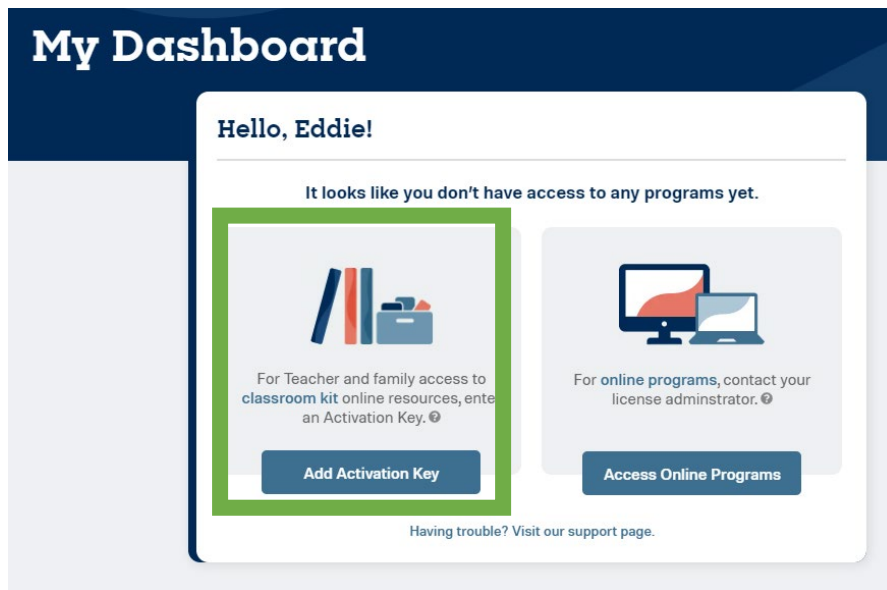 My Dashboard
Hello, Eddie!
It looks like you don't have access to any programs yet.
For Teacher and family access to
classroom kit online resources, ente
an Activation Key.
Add Activation Key
For online programs, contact your
license adminstrator.
Access Online Programs
Having trouble? Visit our support page.